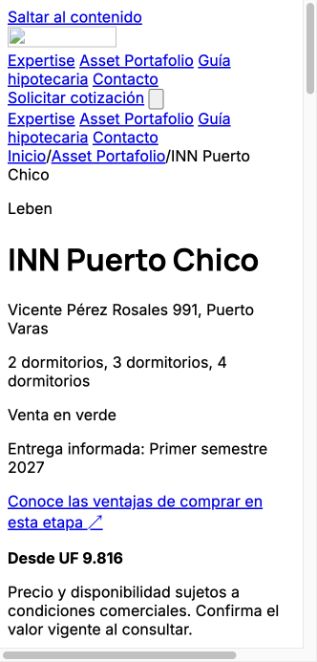 Saltar al contenido
Expertise Asset Portafolio Guía
hipotecaria Contacto
Solicitar cotización
Expertise Asset Portafolio Guía
hipotecaria Contacto
Inicio/Asset Portafolio/INN Puerto
Chico
Leben
INN Puerto Chico
Vicente Pérez Rosales 991, Puerto
Varas
2 dormitorios, 3 dormitorios, 4
dormitorios
Venta en verde
Entrega informada: Primer semestre
2027
Conoce las ventajas de comprar en
esta etapa ↗
Desde UF 9.816
Precio y disponibilidad sujetos a
condiciones comerciales. Confirma el
valor vigente al consultar.